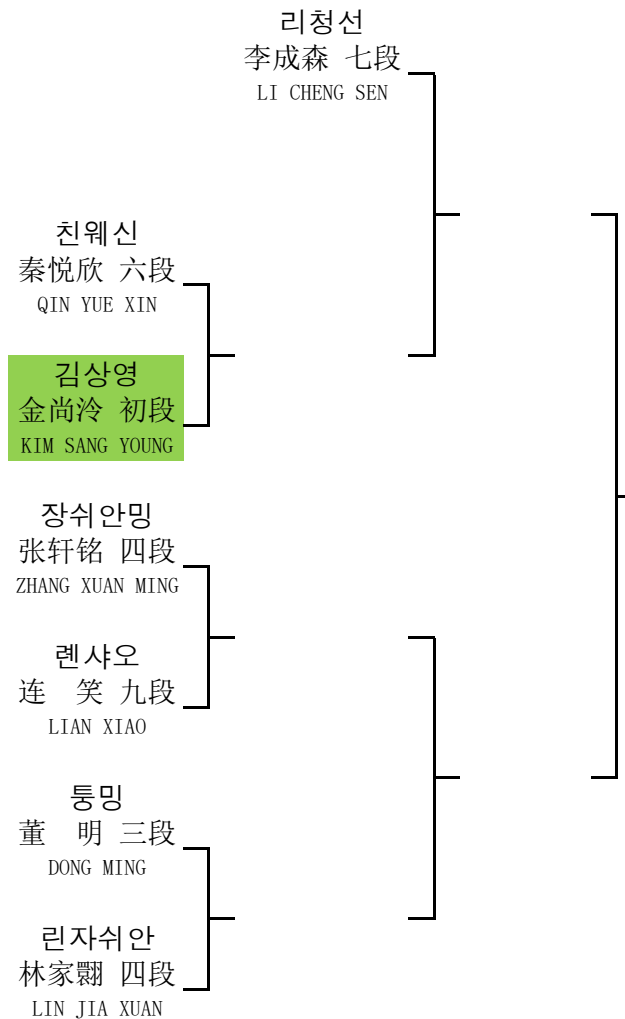 리청선
李成森 七段
LI CHENG SEN
친웨신
秦悦欣 六段
QIN YUE XIN
김상영
金尚泠 初段
KIM SANG YOUNG
장쉬안밍
张轩铭 四段
ZHANG XUAN MING
롄샤오
连 笑 九段
LIAN XIAO
퉁밍
董 明 三段
DONG MING
린자쉬안
林家翾 四段
LIN JIA XUAN